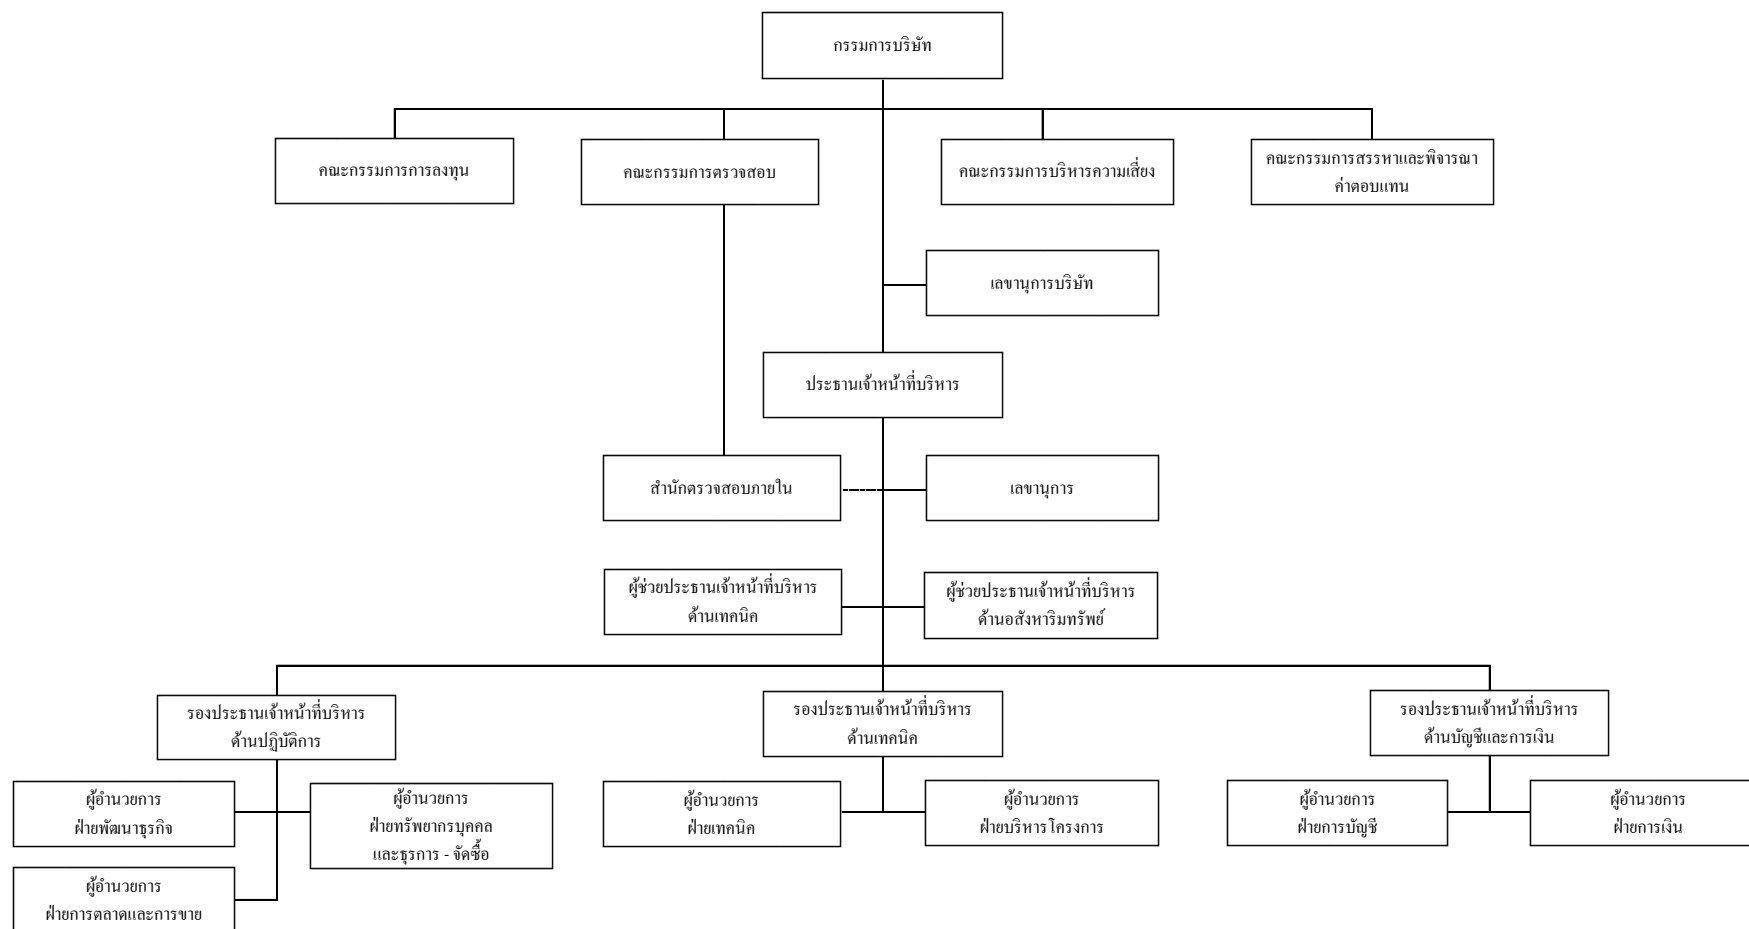 กรรมการบริษัท
คณะกรรมการการลงทุน
คณะกรรมการตรวจสอบ
คณะกรรมการบริหารความเสี่ยง
คณะกรรมการสรรหาและพิจารณา
ค่าตอบแทน
เลขานุการบริษัท
ประธานเจ้าหน้าที่บริหาร
สำนักตรวจสอบภายใน
เลขานุการ
ผู้ช่วยประธานเจ้าหน้าที่บริหาร
ด้านเทคนิค
ผู้ช่วยประธานเจ้าหน้าที่บริหาร
ด้านอสังหาริมทรัพย์
รองประธานเจ้าหน้าที่บริหาร
ด้านปฏิบัติการ
รองประธานเจ้าหน้าที่บริหาร
ด้านเทคนิค
รองประธานเจ้าหน้าที่บริหาร
ด้านบัญชีและการเงิน
ผู้อำนวยการ
ฝ่ายพัฒนาธุรกิจ
ผู้อำนวยการ
ฝ่ายทรัพยากรบุคคล
และธุรการ - จัดซื้อ
ผู้อำนวยการ
ฝ่ายเทคนิค
ผู้อำนวยการ
ฝ่ายบริหารโครงการ
ผู้อำนวยการ
ฝ่ายการบัญชี
ผู้อำนวยการ
ฝ่ายการเงิน
ผู้อำนวยการ
ฝ่ายการตลาดและการขาย